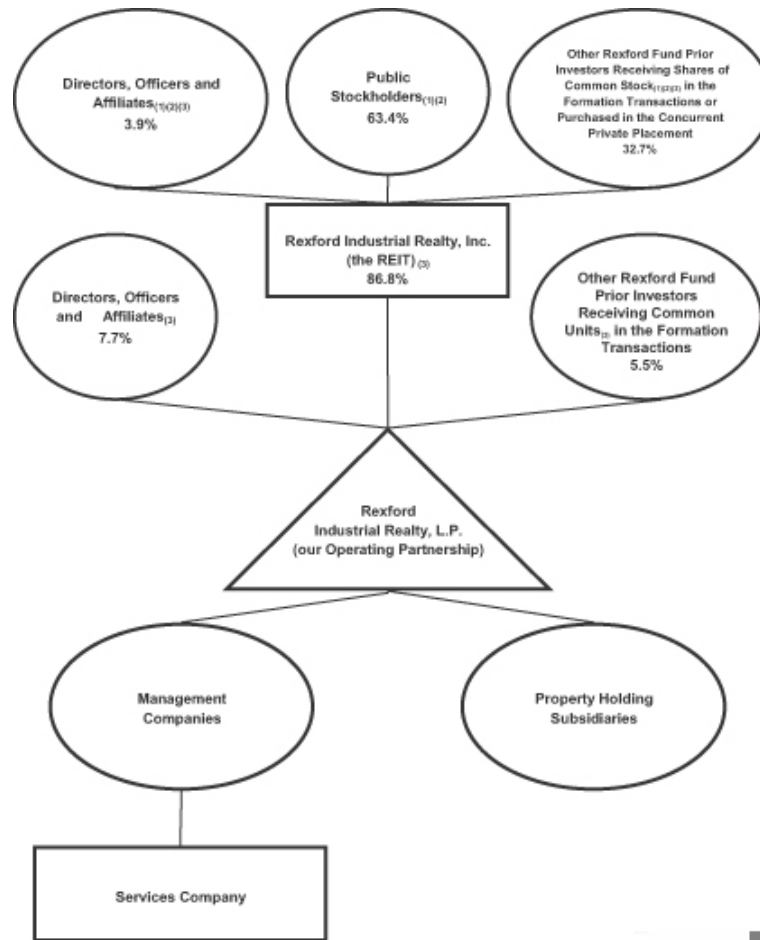 Directors, Officers and
Affiliates(1)(2)(3)
3.9%
Public
Stockholders(1)(2)
63.4%
Other Rexford Fund Prior
Investors Receiving Shares of
Common Stock(1)(2)(3) in the
Formation Transactions or
Purchased in the Concurrent
Private Placement
32.7%
Rexford Industrial Realty, Inc.
(the REIT) (3)
86.8%
Directors, Officers
and Affiliates(3)
7.7%
Other Rexford Fund
Prior Investors
Receiving Common
Units(3) in the Formation
Transactions
5.5%
Rexford
Industrial Realty, L.P.
(our Operating Partnership)
Management
Companies
Property Holding
Subsidiaries
Services Company